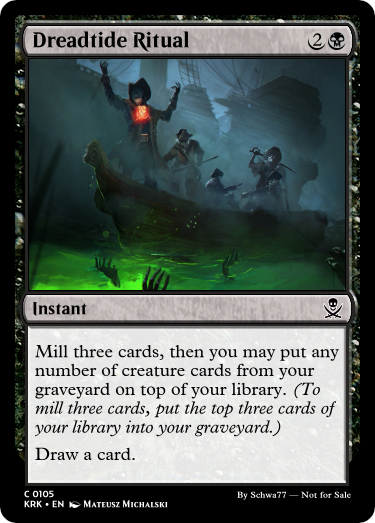 Dreadtide Ritual 2
Instant
Mill three cards, then you may put any
number of creature cards from your
graveyard on top of your library. (To
mill three cards, put the top three cards of
your library into your graveyard.)
Draw a card.
C 0105
KRK • EN Mateusz Michalski
By Schwa77 — Not for Sale